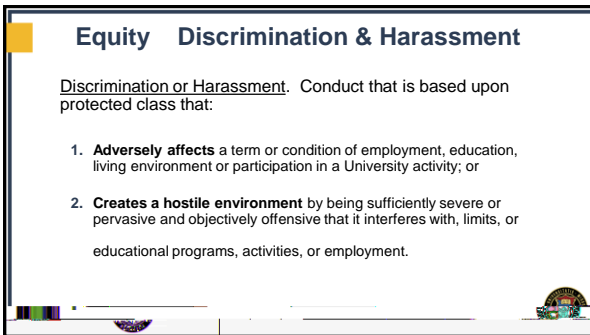 Equity Discrimination & Harassment
Discrimination or Harassment. Conduct that is based upon
protected class that:
1. Adversely affects a term or condition of employment, education,
living environment or participation in a University activity; or
2. Creates a hostile environment by being sufficiently severe or
pervasive and objectively offensive that it interferes with, limits, or
educational programs, activities, or employment.